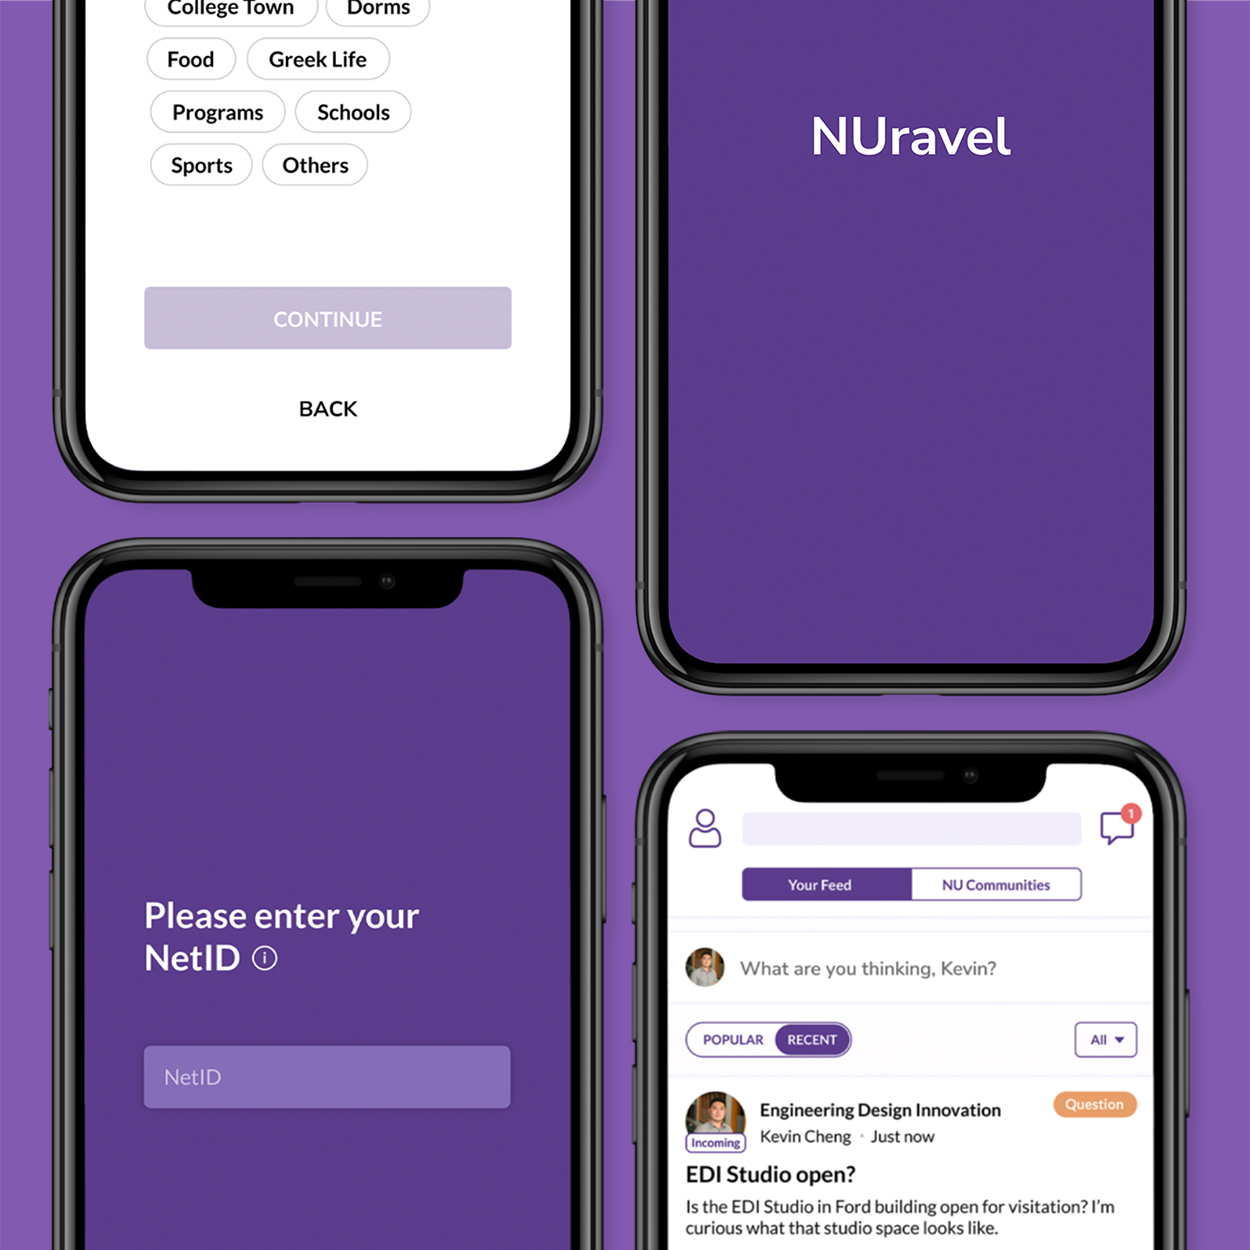 College Town
Dorms
Food
Greek Life
Programs
Schools
Sports
Others
CONTINUE
BACK
NUravel
Please enter your
NetID
NetID
1
Your Feed
NU Communities
What are you thinking, Kevin?
POPULAR
RECENT
All
Incoming
Engineering Design Innovation
Question
Kevin Cheng • Just now
EDI Studio open?
Is the EDI Studio in Ford building open for visitation? I'm
curious what that studio space looks like.